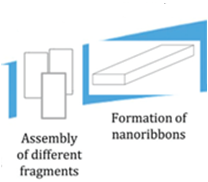 Assembly
of different
fragments
Formation of
nanoribbons